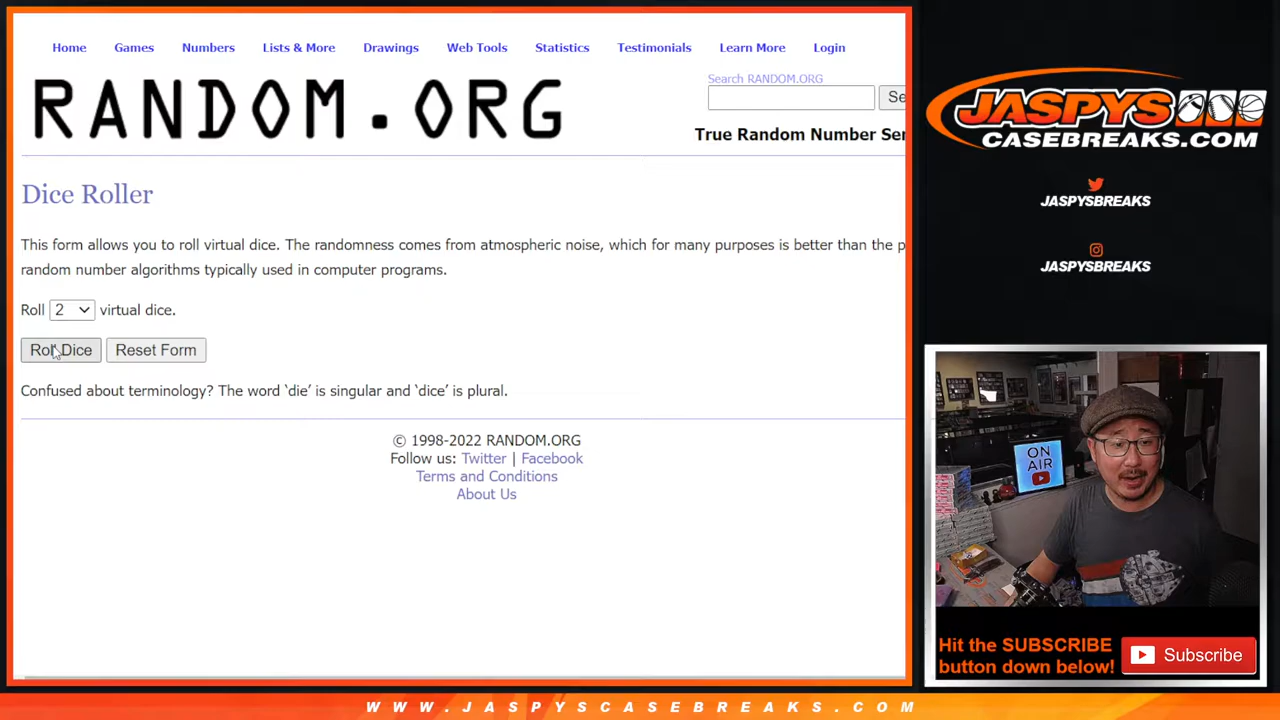 Home Games Numbers Lists & More Drawings Web Tools Statistics Testimonials Learn More Login
RANDOM.ORG
Search RANDOM.ORG
Se
True Random Number Ser
Dice Roller
This form allows you to roll virtual dice. The randomness comes from atmospheric noise, which for many purposes is better than the p
random number algorithms typically used in computer programs.
Roll 2 virtual dice.
Roll Dice Reset Form
Confused about terminology? The word ‘die’ is singular and ‘dice’ is plural.
© 1998-2022 RANDOM.ORG
Follow us: Twitter | Facebook
Terms and Conditions
About Us
JASPYS
CASEBREAKS.COM
JASPYSBREAKS
JASPYSBREAKS
ON
AIR
Hit the SUBSCRIBE
button down below!
Subscribe
WWW.JASPYSCASEBREAKS.COM